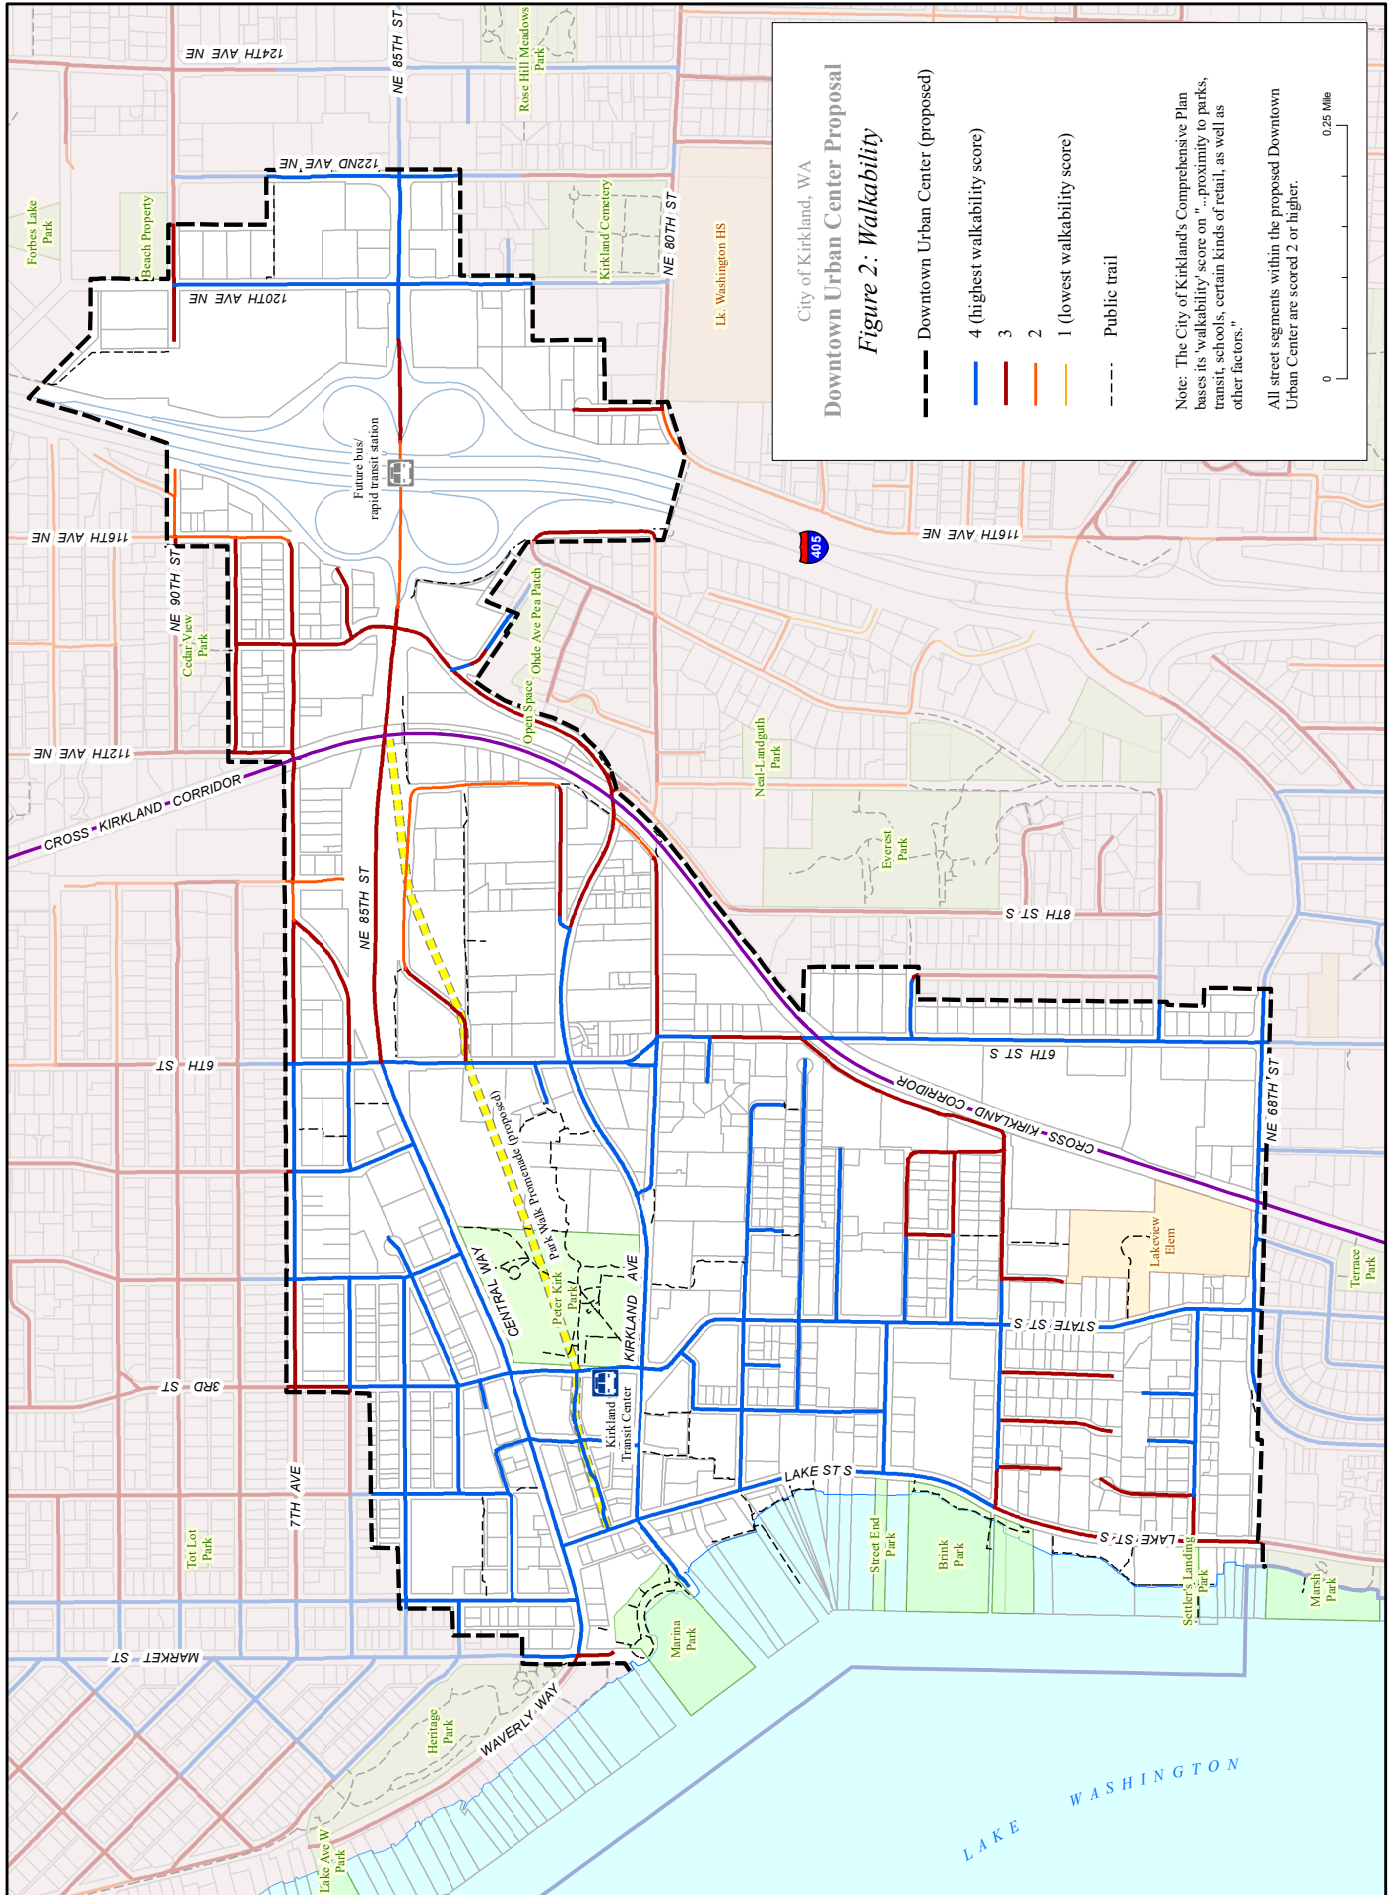 City of Kirkland, WA
Downtown Urban Center Proposal
Figure 2: Walkability
Downtown Urban Center (proposed)
4 (highest walkability score)
3
2
1 (lowest walkability score)
Public trail
Note: The City of Kirkland's Comprehensive Plan
bases its 'walkability' score on "...proximity to parks,
transit, schools, certain kinds of retail, as well as
other factors."
All street segments within the proposed Downtown
Urban Center are scored 2 or higher.
0
0.25 Mile
Lake Ave W
Park
Heritage
Park
WAVERLY WAY
MARKET ST
Tot Lot
Park
7TH AVE
3RD ST
6TH ST
CROSS KIRKLAND CORRIDOR
112TH AVE NE
Cedar View
Park
NE 90TH ST
116TH AVE NE
Forbes Lake
Park
Beach Property
120TH AVE NE
122ND AVE NE
124TH AVE NE
NE 85TH ST
Rose Hill Meadows
Park
Kirkland Cemetery
NE 80TH ST
Lk. Washington HS
Future bus/
rapid transit station
NE 85TH ST
Ohde Ave Pea Patch
Open Space
405
116TH AVE NE
Neal-Landguth
Park
Everest
Park
8TH ST S
CENTRAL WAY
Park Walk Promenade (proposed)
Peter Kirk
Park
KIRKLAND AVE
Kirkland
Transit Center
Marina
Park
LAKE ST S
Street End
Park
Brink
Park
LAKE ST S
Settler's Landing
Park
Marsh
Park
STATE ST S
Lakeview
Elem
Terrace
Park
6TH ST S
CROSS KIRKLAND CORRIDOR
NE 68TH ST
LAKE WASHINGTON